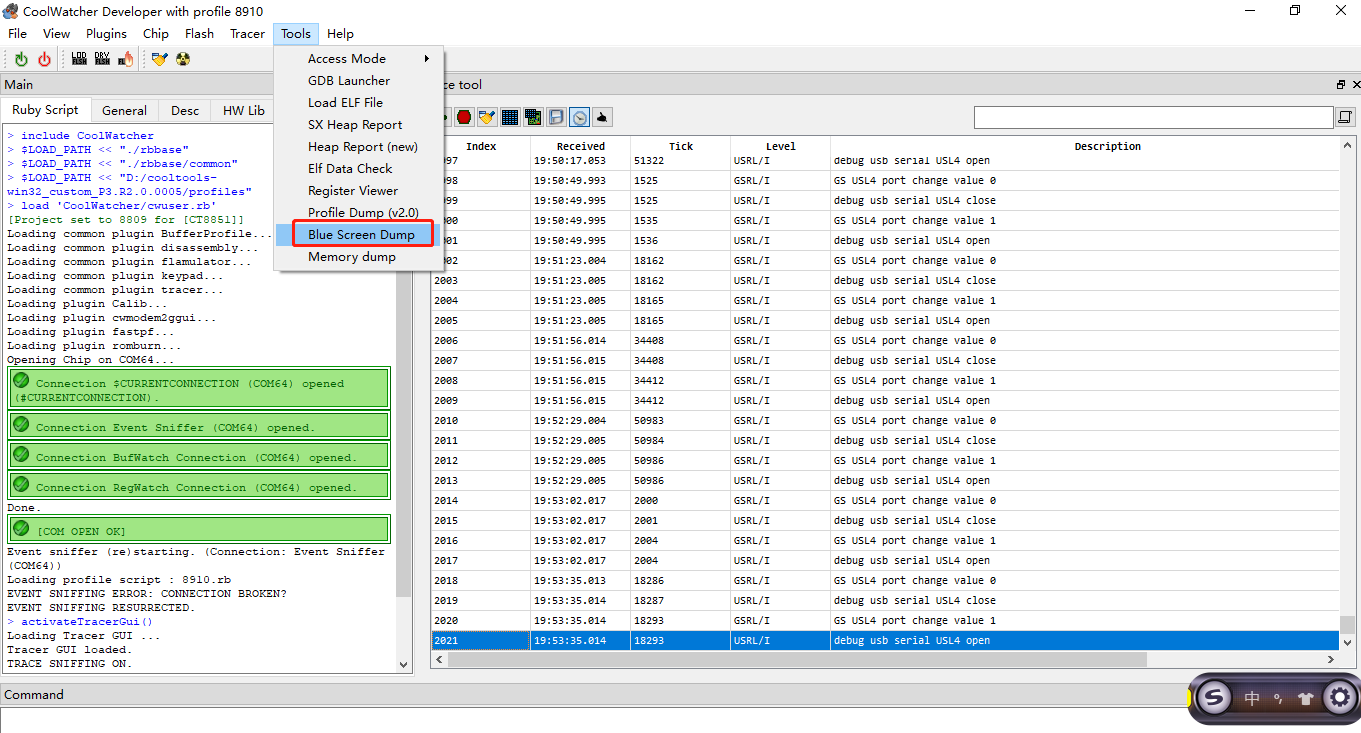 CoolWatcher Developer with profile 8910
File View Plugins Chip Flash Tracer Tools Help
LOD FLSH DRV FLSH
Access Mode
GDB Launcher
Load ELF File
SX Heap Report
Heap Report (new)
Elf Data Check
Register Viewer
Profile Dump (v2.0)
Blue Screen Dump
Memory dump
Main
Ruby Script General Desc HW Lib
> include CoolWatcher
> $LOAD_PATH << "./rbbase"
> $LOAD_PATH << "./rbbase/common"
> $LOAD_PATH << "D:/cooltools-
win32_custom_P3.R2.0.0005/profiles"
> load 'CoolWatcher/cwuser.rb'
[Project set to 8809 for [CT8851]]
Loading common plugin BufferProfile...
Loading common plugin disassembly...
Loading common plugin flamulator...
Loading common plugin keypad...
Loading common plugin tracer...
Loading plugin Calib...
Loading plugin cwmodem2ggui...
Loading plugin fastpf...
Loading plugin romburn...
Opening Chip on COM64...
Connection $CURRENTCONNECTION (COM64) opened
(#CURRENTCONNECTION).
Connection Event Sniffer (COM64) opened.
Connection BufWatch Connection (COM64) opened.
Connection RegWatch Connection (COM64) opened.
Done.
[COM OPEN OK]
Event sniffer (re)starting. (Connection: Event Sniffer
(COM64))
Loading profile script : 8910.rb
EVENT SNIFFING ERROR: CONNECTION BROKEN?
EVENT SNIFFING RESURRECTED.
> activateTracerGui()
Loading Tracer GUI ...
Tracer GUI loaded.
TRACE SNIFFING ON.
ce tool
Index Received Tick Level Description
97 19:50:17.053 51322 USRL/I debug usb serial USL4 open
98 19:50:49.993 1525 GSRL/I GS USL4 port change value 0
99 19:50:49.995 1525 USRL/I debug usb serial USL4 close
00 19:50:49.995 1535 GSRL/I GS USL4 port change value 1
01 19:50:49.995 1536 USRL/I debug usb serial USL4 open
02 19:51:23.004 18162 GSRL/I GS USL4 port change value 0
2003 19:51:23.005 18162 USRL/I debug usb serial USL4 close
2004 19:51:23.005 18165 GSRL/I GS USL4 port change value 1
2005 19:51:23.005 18165 USRL/I debug usb serial USL4 open
2006 19:51:56.014 34408 GSRL/I GS USL4 port change value 0
2007 19:51:56.015 34408 USRL/I debug usb serial USL4 close
2008 19:51:56.015 34412 GSRL/I GS USL4 port change value 1
2009 19:51:56.015 34412 USRL/I debug usb serial USL4 open
2010 19:52:29.004 50983 GSRL/I GS USL4 port change value 0
2011 19:52:29.005 50984 USRL/I debug usb serial USL4 close
2012 19:52:29.005 50986 GSRL/I GS USL4 port change value 1
2013 19:52:29.005 50986 USRL/I debug usb serial USL4 open
2014 19:53:02.017 2000 GSRL/I GS USL4 port change value 0
2015 19:53:02.017 2001 USRL/I debug usb serial USL4 close
2016 19:53:02.017 2004 GSRL/I GS USL4 port change value 1
2017 19:53:02.017 2004 USRL/I debug usb serial USL4 open
2018 19:53:35.013 18286 GSRL/I GS USL4 port change value 0
2019 19:53:35.014 18287 USRL/I debug usb serial USL4 close
2020 19:53:35.014 18293 GSRL/I GS USL4 port change value 1
2021 19:53:35.014 18293 USRL/I debug usb serial USL4 open
Command
S 中 °,